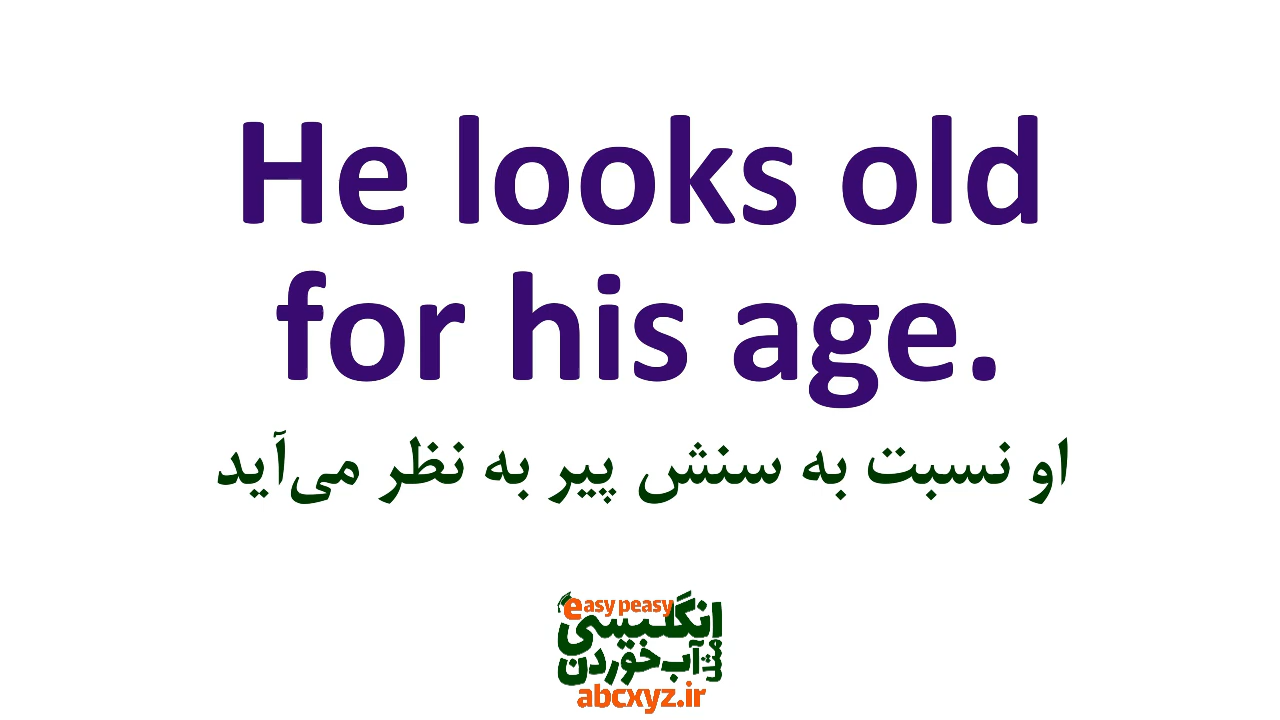 He looks old
for his age.
او نسبت به سنش پیر به نظر می‌آید
easy peasy
انگلیسی
مثل آب خوردن
abcxyz.ir